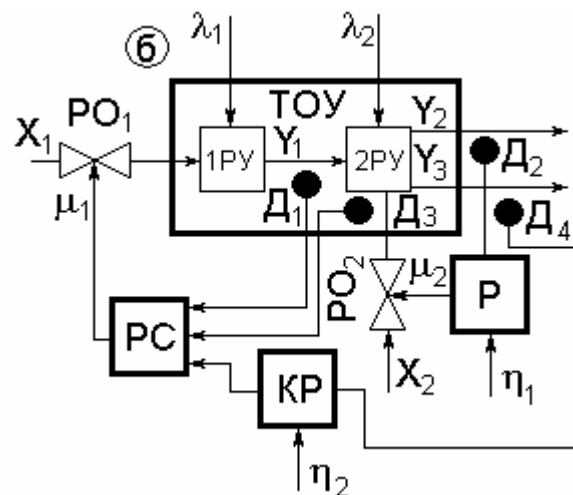 λ₁ λ₂
б
ТОУ
X₁ РО₁ Y₂
1РУ Y₁ 2РУ Y₃
Д₂
μ₁ Д₁ Д₃ Д₄
РО₂ μ₂
РС Р
X₂ η₁
КР
η₂